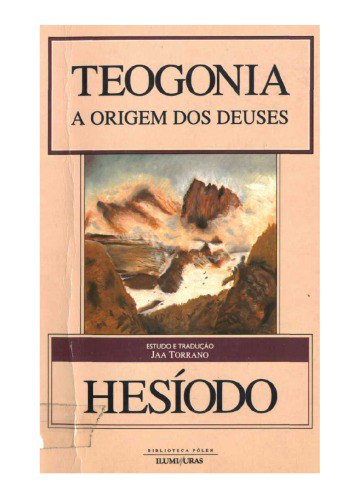 TEOGONIA
A ORIGEM DOS DEUSES
ESTUDO E TRADUÇÃO
JAA TORRANO
HESÍODO
BIBLIOTECA PÓLEN
ILUMI/URAS